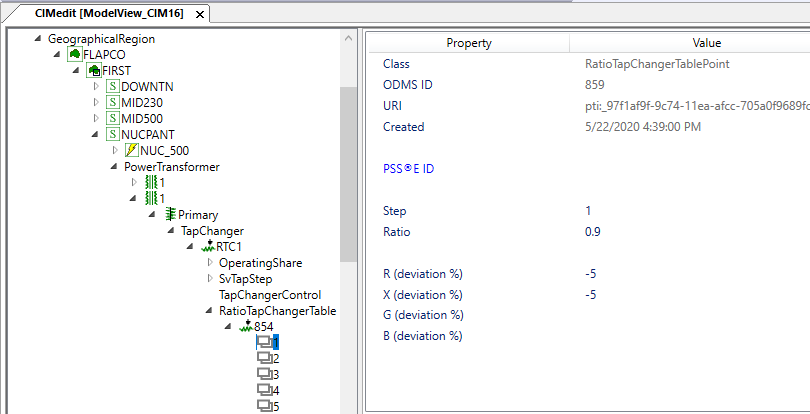 CIMedit [ModelView_CIM16]
GeographicalRegion
FLAPCO
FIRST
S DOWNTN
S MID230
S MID500
S NUCPANT
NUC_500
PowerTransformer
1
1
Primary
TapChanger
RTC1
OperatingShare
SvTapStep
TapChangerControl
RatioTapChangerTable
854
1
2
3
4
5
Property Value
Class RatioTapChangerTablePoint
ODMS ID 859
URI pti:_97f1af9f-9c74-11ea-afcc-705a0f9689fc
Created 5/22/2020 4:39:00 PM
PSS®E ID
Step 1
Ratio 0.9
R (deviation %) -5
X (deviation %) -5
G (deviation %)
B (deviation %)